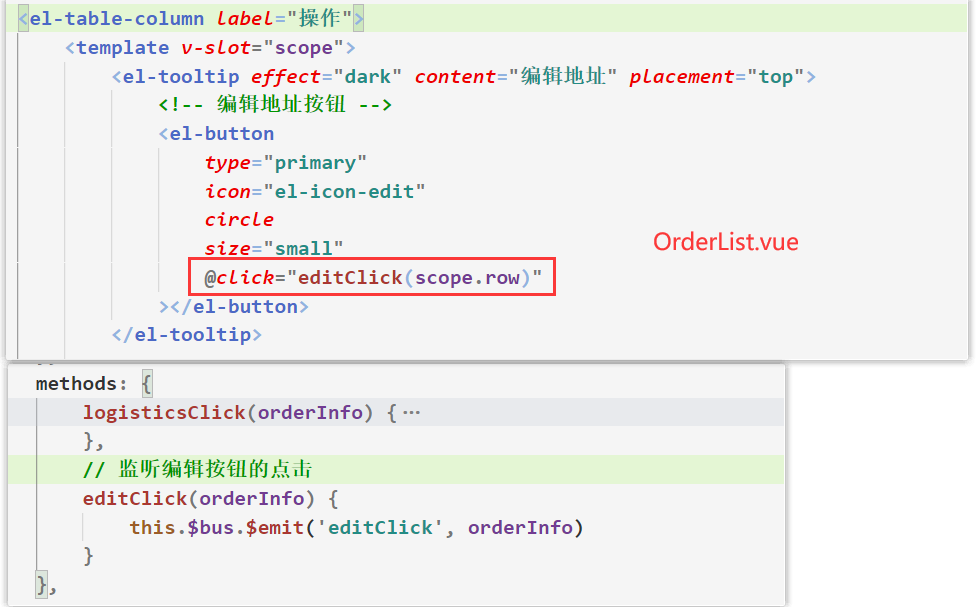 <el-table-column label="操作">
<template v-slot="scope">
<el-tooltip effect="dark" content="编辑地址" placement="top">
<!-- 编辑地址按钮 -->
<el-button
type="primary"
icon="el-icon-edit"
circle
size="small"
@click="editClick(scope.row)"
></el-button>
</el-tooltip>
OrderList.vue
methods: {
logisticsClick(orderInfo) {⋯
},
// 监听编辑按钮的点击
editClick(orderInfo) {
this.$bus.$emit('editClick', orderInfo)
}
},